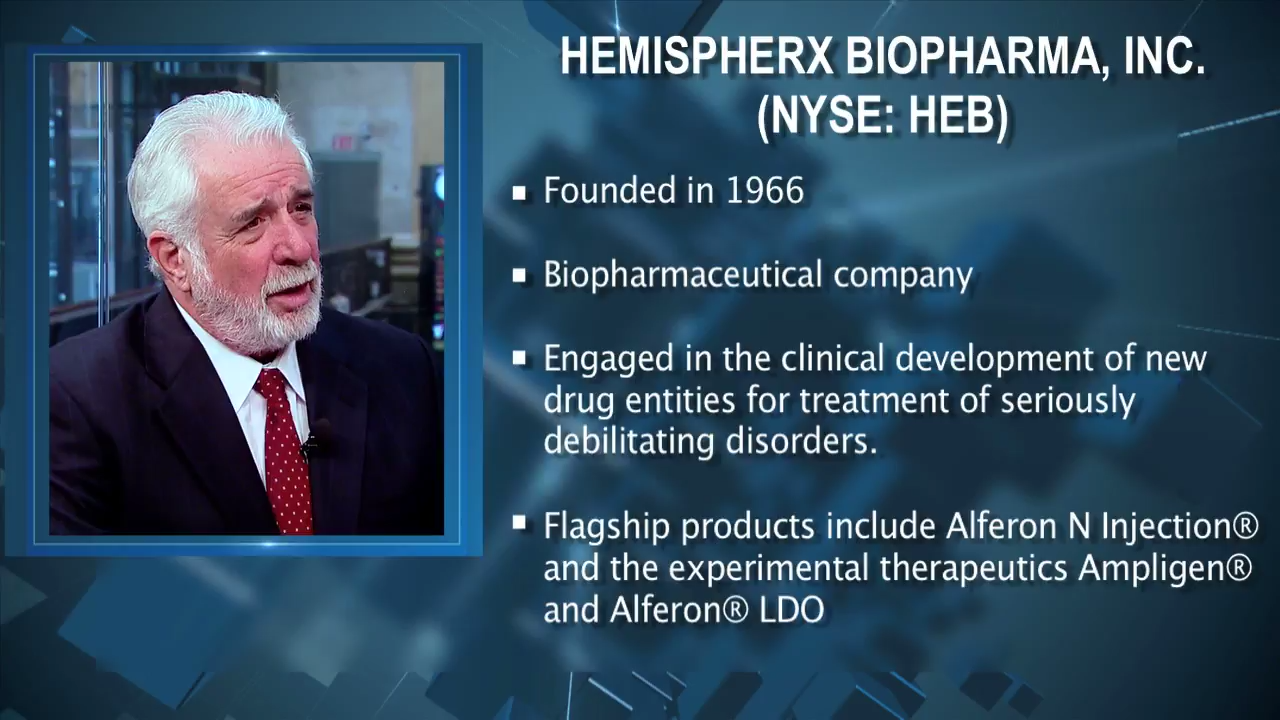 HEMISPHERX BIOPHARMA, INC.
(NYSE: HEB)
▪ Founded in 1966
▪ Biopharmaceutical company
▪ Engaged in the clinical development of new
drug entities for treatment of seriously
debilitating disorders.
▪ Flagship products include Alferon N Injection®
and the experimental therapeutics Ampligen®
and Alferon® LDO